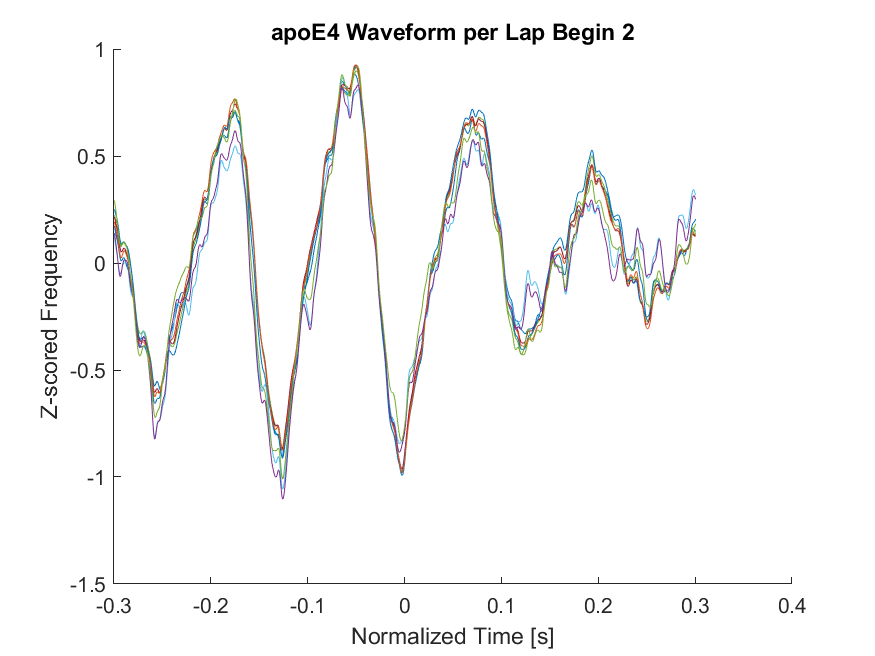 apoE4 Waveform per Lap Begin 2
1
0.5
0
-0.5
-1
-1.5
Z-scored Frequency
-0.3 -0.2 -0.1 0 0.1 0.2 0.3 0.4
Normalized Time [s]